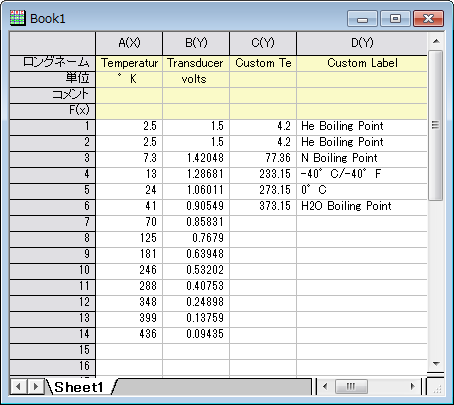 Book1
A(X) B(Y) C(Y) D(Y)
ロングネーム Temperatur Transducer Custom Te Custom Label
単位 ° K volts
コメント
F(x)
1 2.5 1.5 4.2 He Boiling Point
2 2.5 1.5 4.2 He Boiling Point
3 7.3 1.42048 77.36 N Boiling Point
4 13 1.28681 233.15 -40° C/-40° F
5 24 1.06011 273.15 0° C
6 41 0.90549 373.15 H2O Boiling Point
7 70 0.85831
8 125 0.7679
9 181 0.63948
10 246 0.53202
11 288 0.40753
12 348 0.24898
13 399 0.13759
14 436 0.09435
15
16
Sheet1